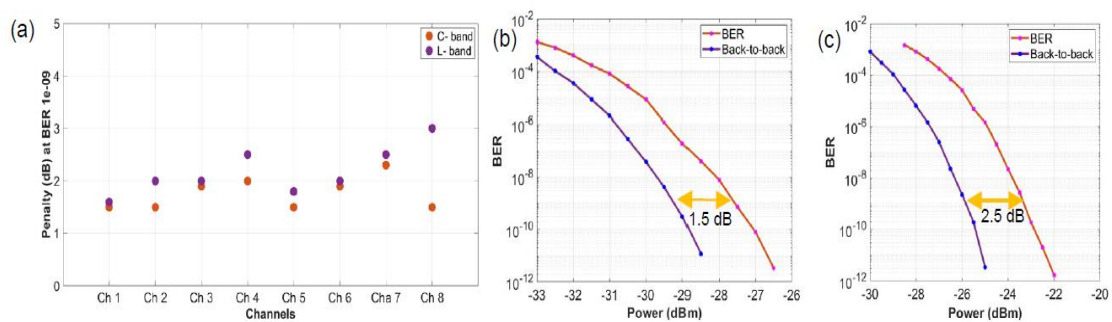 (a)
5
4
3
2
1
0
Penalty (dB) at BER 1e-09
C- band
L- band
Ch 1 Ch 2 Ch 3 Ch 4 Ch 5 Ch 6 Cha 7 Ch 8
Channels
(b)
10-2
10-4
10-6
10-8
10-10
10-12
BER
BER
Back-to-back
1.5 dB
-33 -32 -31 -30 -29 -28 -27 -26
Power (dBm)
(c)
10-2
10-4
10-6
10-8
10-10
10-12
BER
BER
Back-to-back
2.5 dB
-30 -28 -26 -24 -22 -20
Power (dBm)